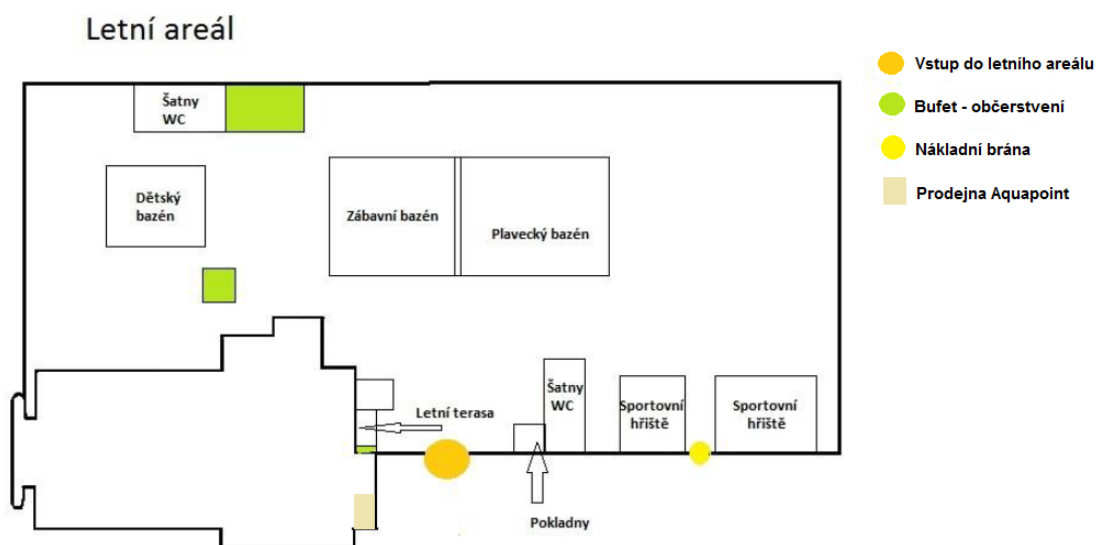 Letní areál
Vstup do letního areálu
Bufet - občerstvení
Nákladní brána
Prodejna Aquapoint
Šatny
WC
Dětský
bazén
Zábavní bazén
Plavecký bazén
Letní terasa
Šatny
WC
Sportovní
hřiště
Sportovní
hřiště
Pokladny